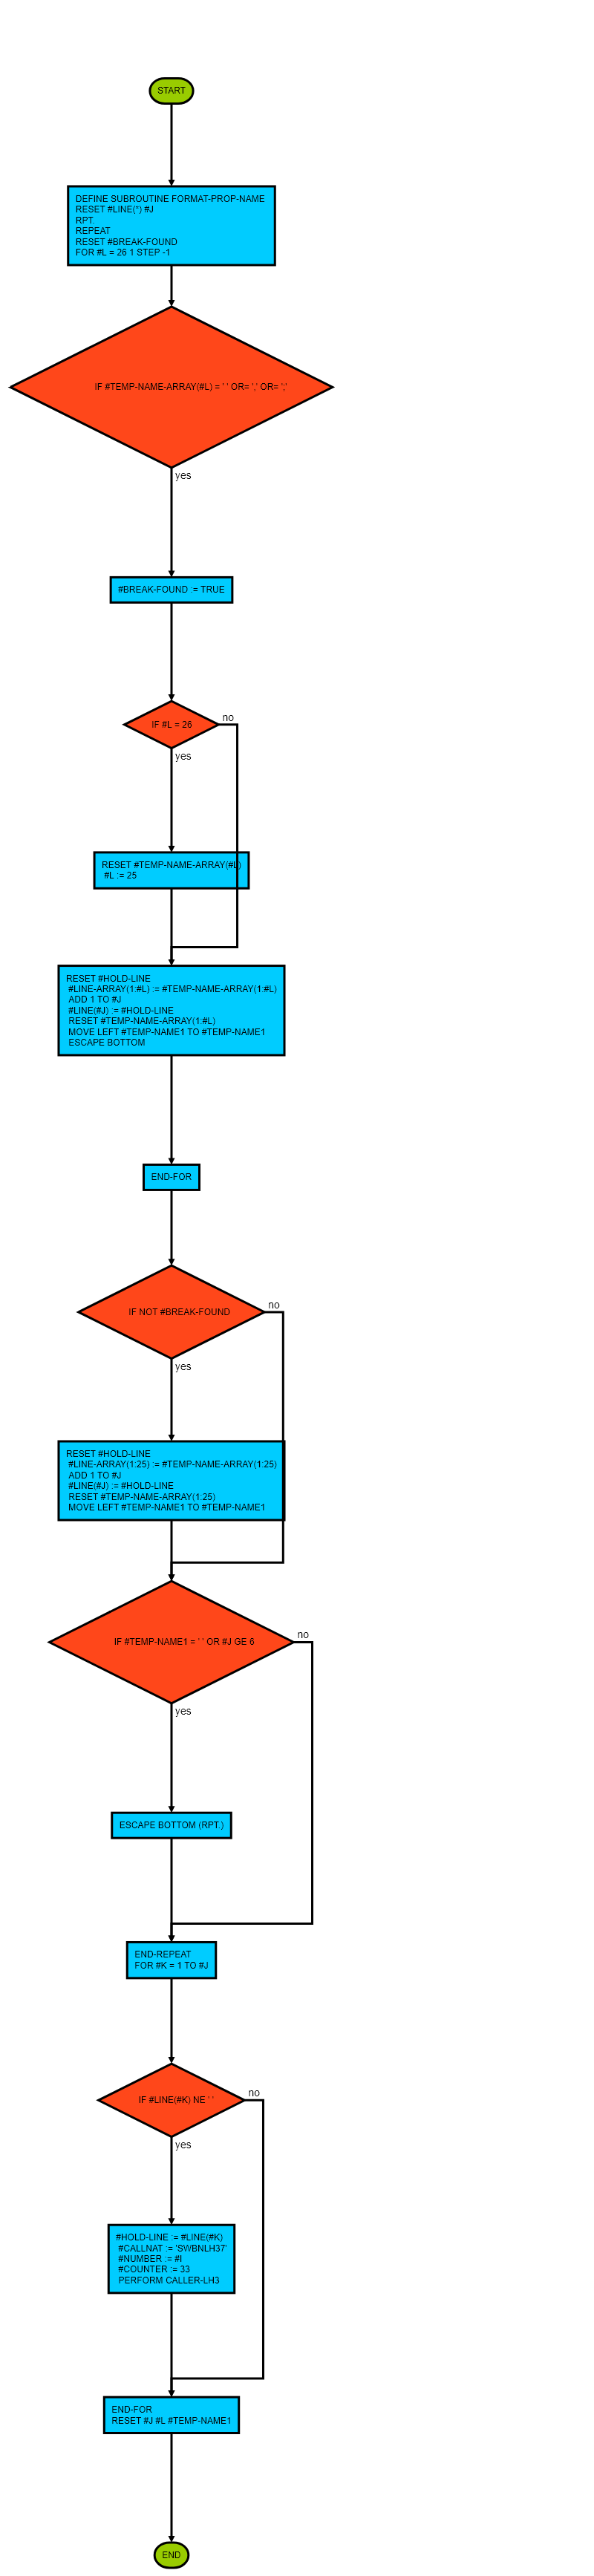 START
DEFINE SUBROUTINE FORMAT-PROP-NAME
RESET #LINE(*) #J
RPT.
REPEAT
RESET #BREAK-FOUND
FOR #L = 26 1 STEP -1
IF #TEMP-NAME-ARRAY(#L) = ' ' OR= ',' OR= ';'
yes
#BREAK-FOUND := TRUE
IF #L = 26
no
yes
RESET #TEMP-NAME-ARRAY(#L)
#L := 25
RESET #HOLD-LINE
#LINE-ARRAY(1:#L) := #TEMP-NAME-ARRAY(1:#L)
ADD 1 TO #J
#LINE(#J) := #HOLD-LINE
RESET #TEMP-NAME-ARRAY(1:#L)
MOVE LEFT #TEMP-NAME1 TO #TEMP-NAME1
ESCAPE BOTTOM
END-FOR
IF NOT #BREAK-FOUND
no
yes
RESET #HOLD-LINE
#LINE-ARRAY(1:25) := #TEMP-NAME-ARRAY(1:25)
ADD 1 TO #J
#LINE(#J) := #HOLD-LINE
RESET #TEMP-NAME-ARRAY(1:25)
MOVE LEFT #TEMP-NAME1 TO #TEMP-NAME1
IF #TEMP-NAME1 = ' ' OR #J GE 6
no
yes
ESCAPE BOTTOM (RPT.)
END-REPEAT
FOR #K = 1 TO #J
IF #LINE(#K) NE ' '
no
yes
#HOLD-LINE := #LINE(#K)
#CALLNAT := 'SWBNLH37'
#NUMBER := #I
#COUNTER := 33
PERFORM CALLER-LH3
END-FOR
RESET #J #L #TEMP-NAME1
END